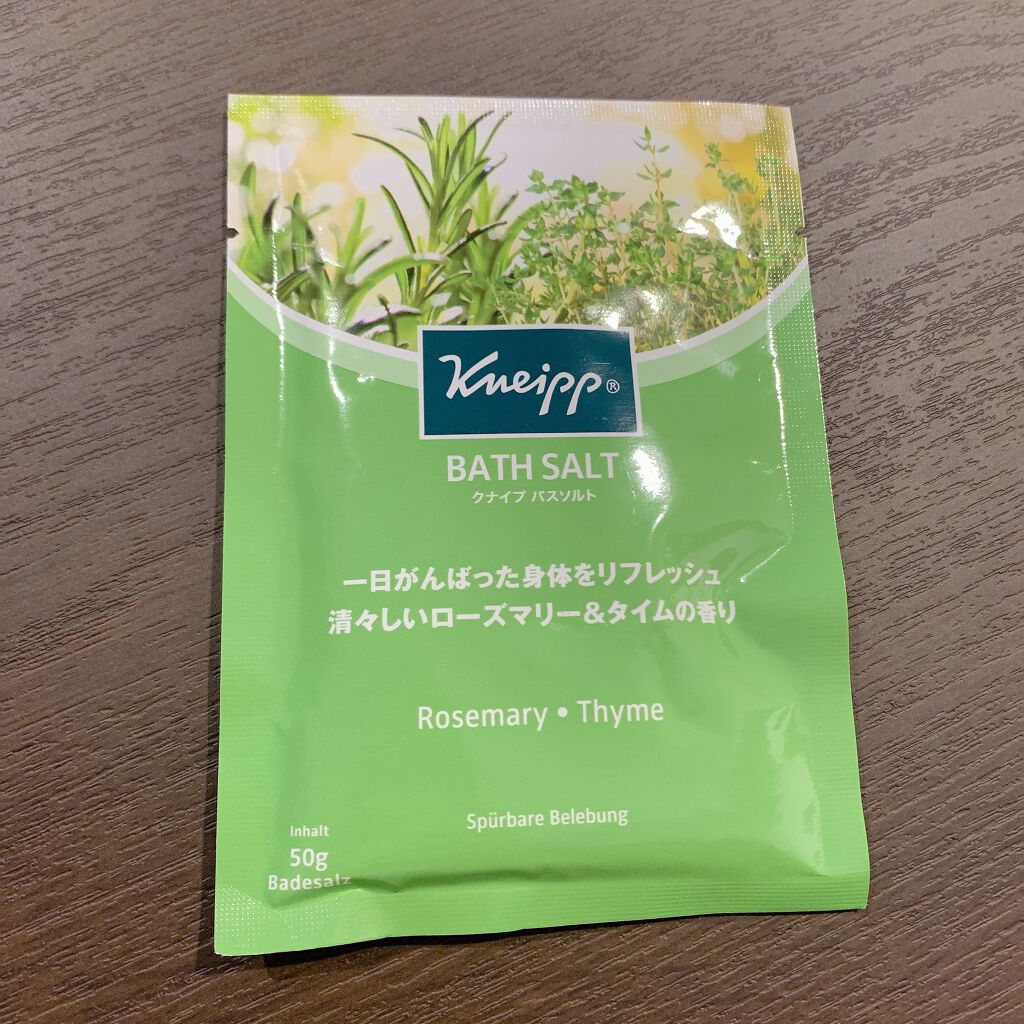 Kneipp®
BATH SALT
クナイプ バスソルト
一日がんばった身体をリフレッシュ
清々しいローズマリー&タイムの香り
Rosemary • Thyme
Spürbare Belebung
Inhalt
50g
Badesalz